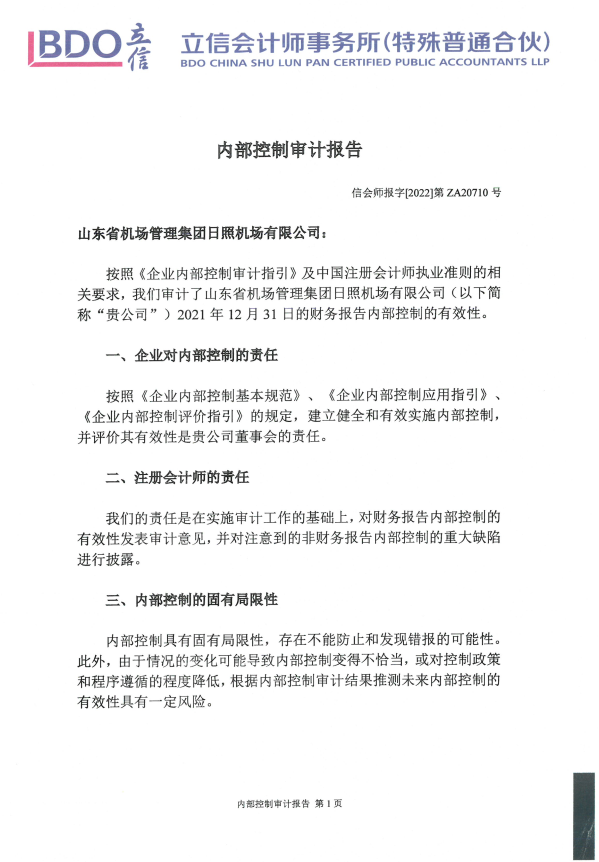 BDO 立信 立信会计师事务所(特殊普通合伙)
BDO CHINA SHU LUN PAN CERTIFIED PUBLIC ACCOUNTANTS LLP
内部控制审计报告
信会师报字[2022]第 ZA20710 号
山东省机场管理集团日照机场有限公司：
按照《企业内部控制审计指引》及中国注册会计师执业准则的相
关要求，我们审计了山东省机场管理集团日照机场有限公司（以下简
称“贵公司”）2021 年 12 月 31 日的财务报告内部控制的有效性。
一、企业对内部控制的责任
按照《企业内部控制基本规范》、《企业内部控制应用指引》、
《企业内部控制评价指引》的规定，建立健全和有效实施内部控制，
并评价其有效性是贵公司董事会的责任。
二、注册会计师的责任
我们的责任是在实施审计工作的基础上，对财务报告内部控制的
有效性发表审计意见，并对注意到的非财务报告内部控制的重大缺陷
进行披露。
三、内部控制的固有局限性
内部控制具有固有局限性，存在不能防止和发现错报的可能性。
此外，由于情况的变化可能导致内部控制变得不恰当，或对控制政策
和程序遵循的程度降低，根据内部控制审计结果推测未来内部控制的
有效性具有一定风险。
内部控制审计报告 第 1 页